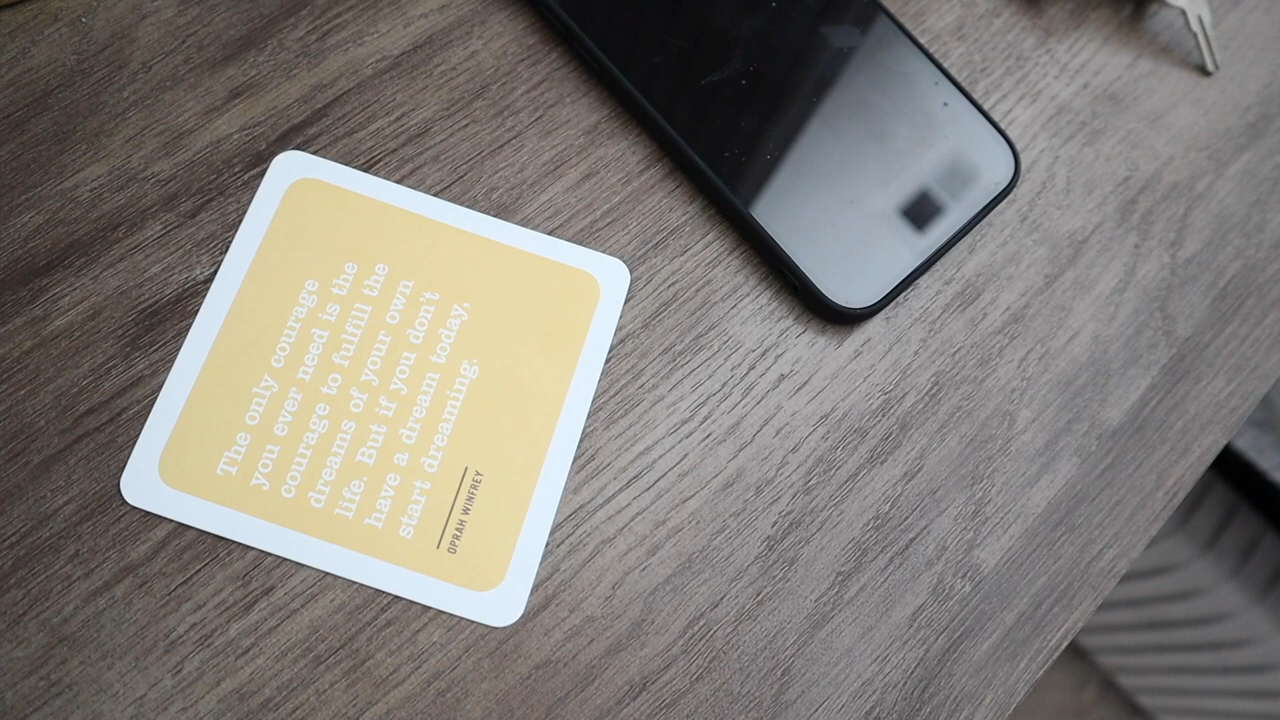 The only courage
you ever need is the
courage to fulfill the
dreams of your own
life. But if you don't
have a dream today,
start dreaming.
OPRAH WINFREY